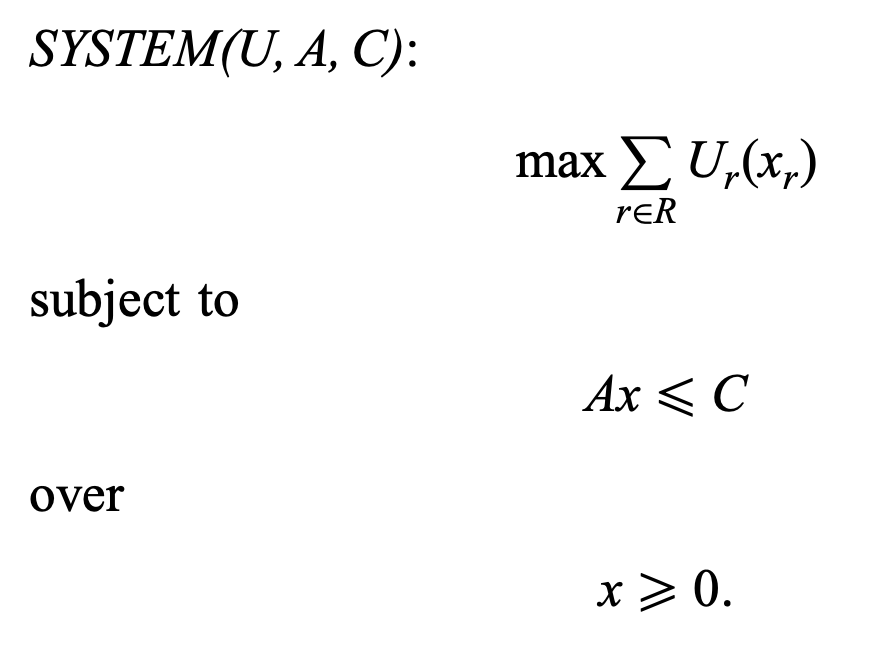 SYSTEM(U, A, C):
max ∑ U_r(x_r)
r∈R
subject to
Ax ⩽ C
over
x ⩾ 0.